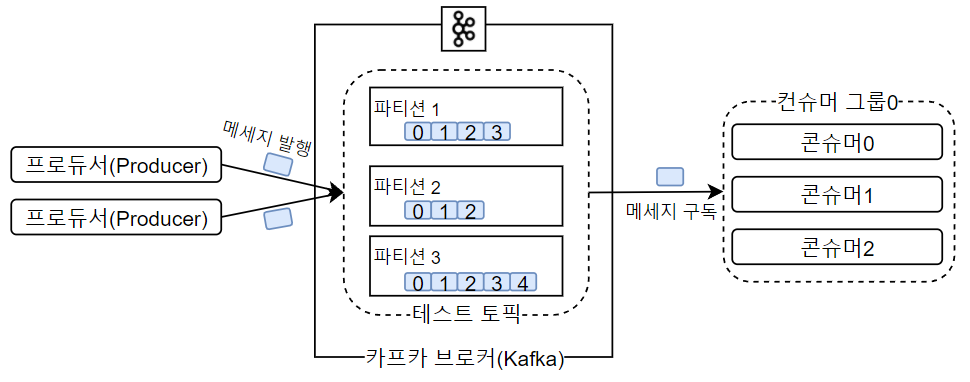 프로듀서(Producer)
프로듀서(Producer)
메세지 발행
파티션 1
0 1 2 3
파티션 2
0 1 2
파티션 3
0 1 2 3 4
테스트 토픽
카프카 브로커(Kafka)
메세지 구독
컨슈머 그룹0
콘슈머0
콘슈머1
콘슈머2